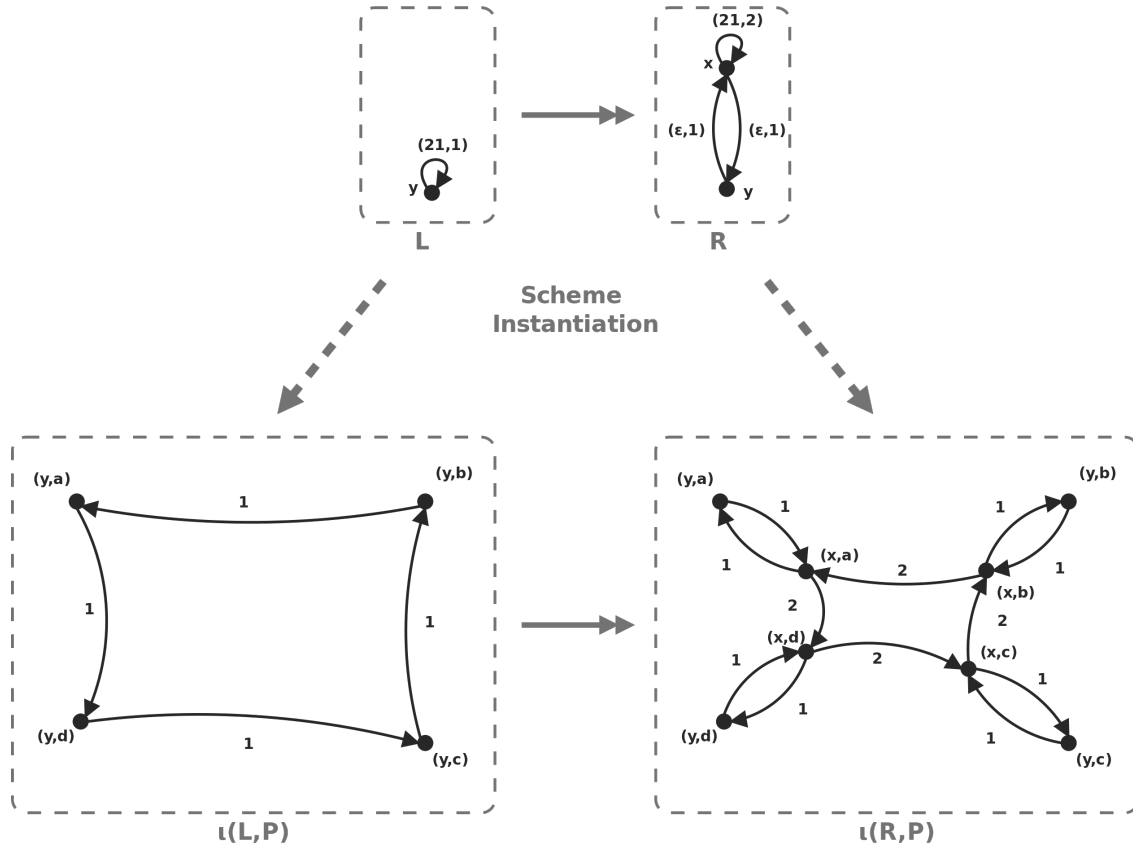 (21,2)
x
(ε,1)
(ε,1)
(21,1)
y
y
L
R
Scheme
Instantiation
(y,a)
(y,b)
1
1
1
(y,d)
1
(y,c)
ι(L,P)
(y,a)
(y,b)
1
1
(x,a)
1
2
1
(x,b)
2
2
(x,d)
(x,c)
1
2
1
1
(y,d)
1
(y,c)
ι(R,P)